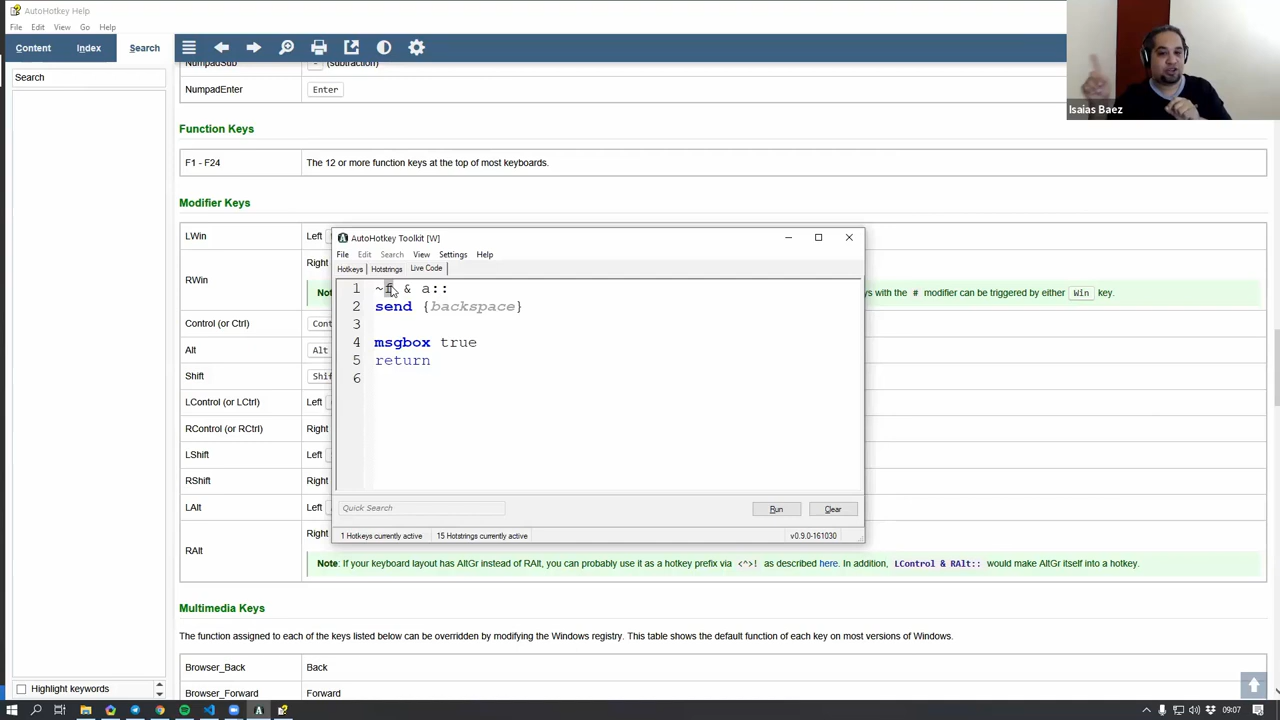 AutoHotkey Help
File Edit View Go Help
Content Index Search
Search
NumpadSub - (subtraction)
NumpadEnter Enter
Function Keys
F1 - F24 The 12 or more function keys at the top of most keyboards.
Modifier Keys
LWin Left
RWin Right
ys with the # modifier can be triggered by either Win key.
Control (or Ctrl)
Alt Alt
Shift
LControl (or LCtrl) Left
RControl (or RCtrl) Right
LShift Left
RShift Right
LAlt Left
RAlt Right
Note: If your keyboard layout has AltGr instead of RAlt, you can probably use it as a hotkey prefix via <^>! as described here. In addition, LControl & RAlt:: would make AltGr itself into a hotkey.
Multimedia Keys
The function assigned to each of the keys listed below can be overridden by modifying the Windows registry. This table shows the default function of each key on most versions of Windows.
Browser_Back Back
Browser_Forward Forward
Highlight keywords
AutoHotkey Toolkit [W]
File Edit Search View Settings Help
Hotkeys Hotstrings Live Code
1 ~f & a::
2 send {backspace}
3
4 msgbox true
5 return
6
Quick Search Run Clear
1 Hotkeys currently active 15 Hotstrings currently active v0.9.0-161030
Isaias Baez
09:07